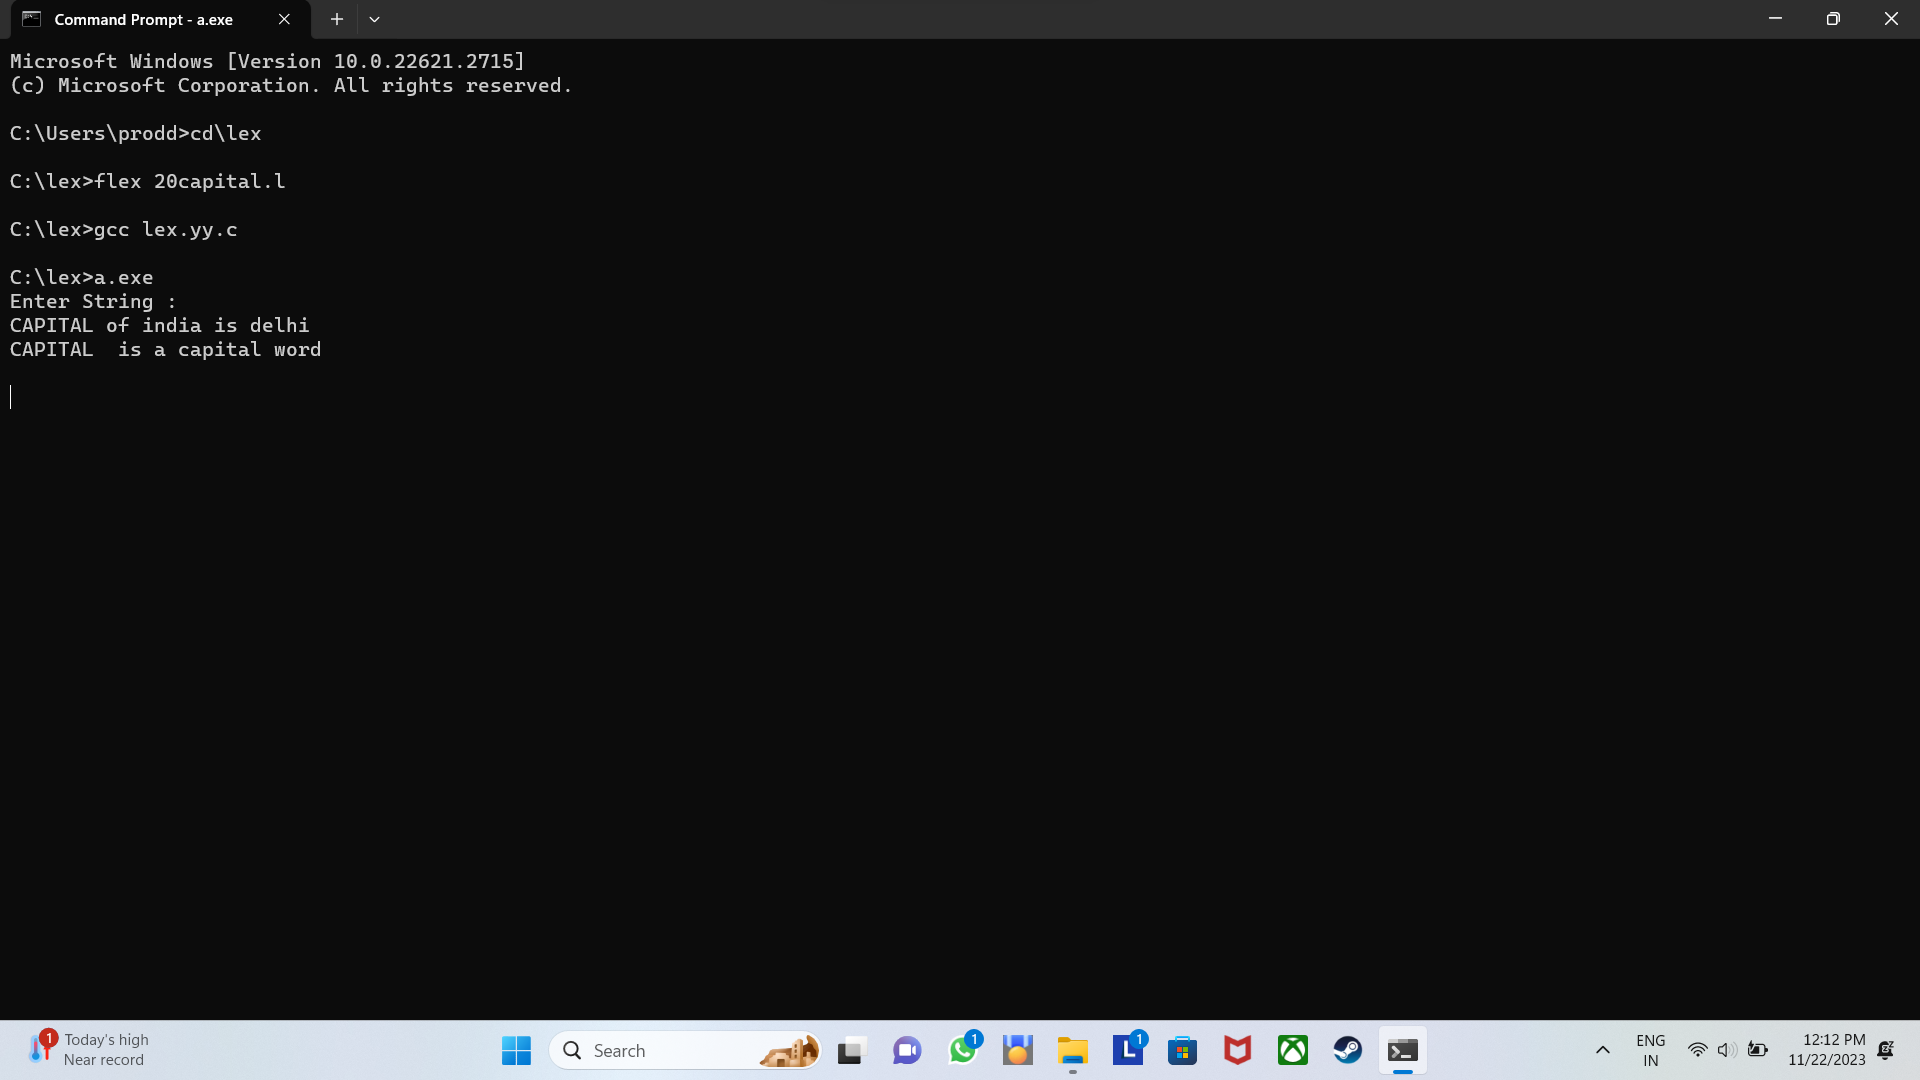 Command Prompt - a.exe
Microsoft Windows [Version 10.0.22621.2715]
(c) Microsoft Corporation. All rights reserved.
C:\Users\prodd>cd\lex
C:\lex>flex 20capital.l
C:\lex>gcc lex.yy.c
C:\lex>a.exe
Enter String :
CAPITAL of india is delhi
CAPITAL  is a capital word
1
Today's high
Near record
Search
1
L
1
ENG
IN
12:12 PM
11/22/2023